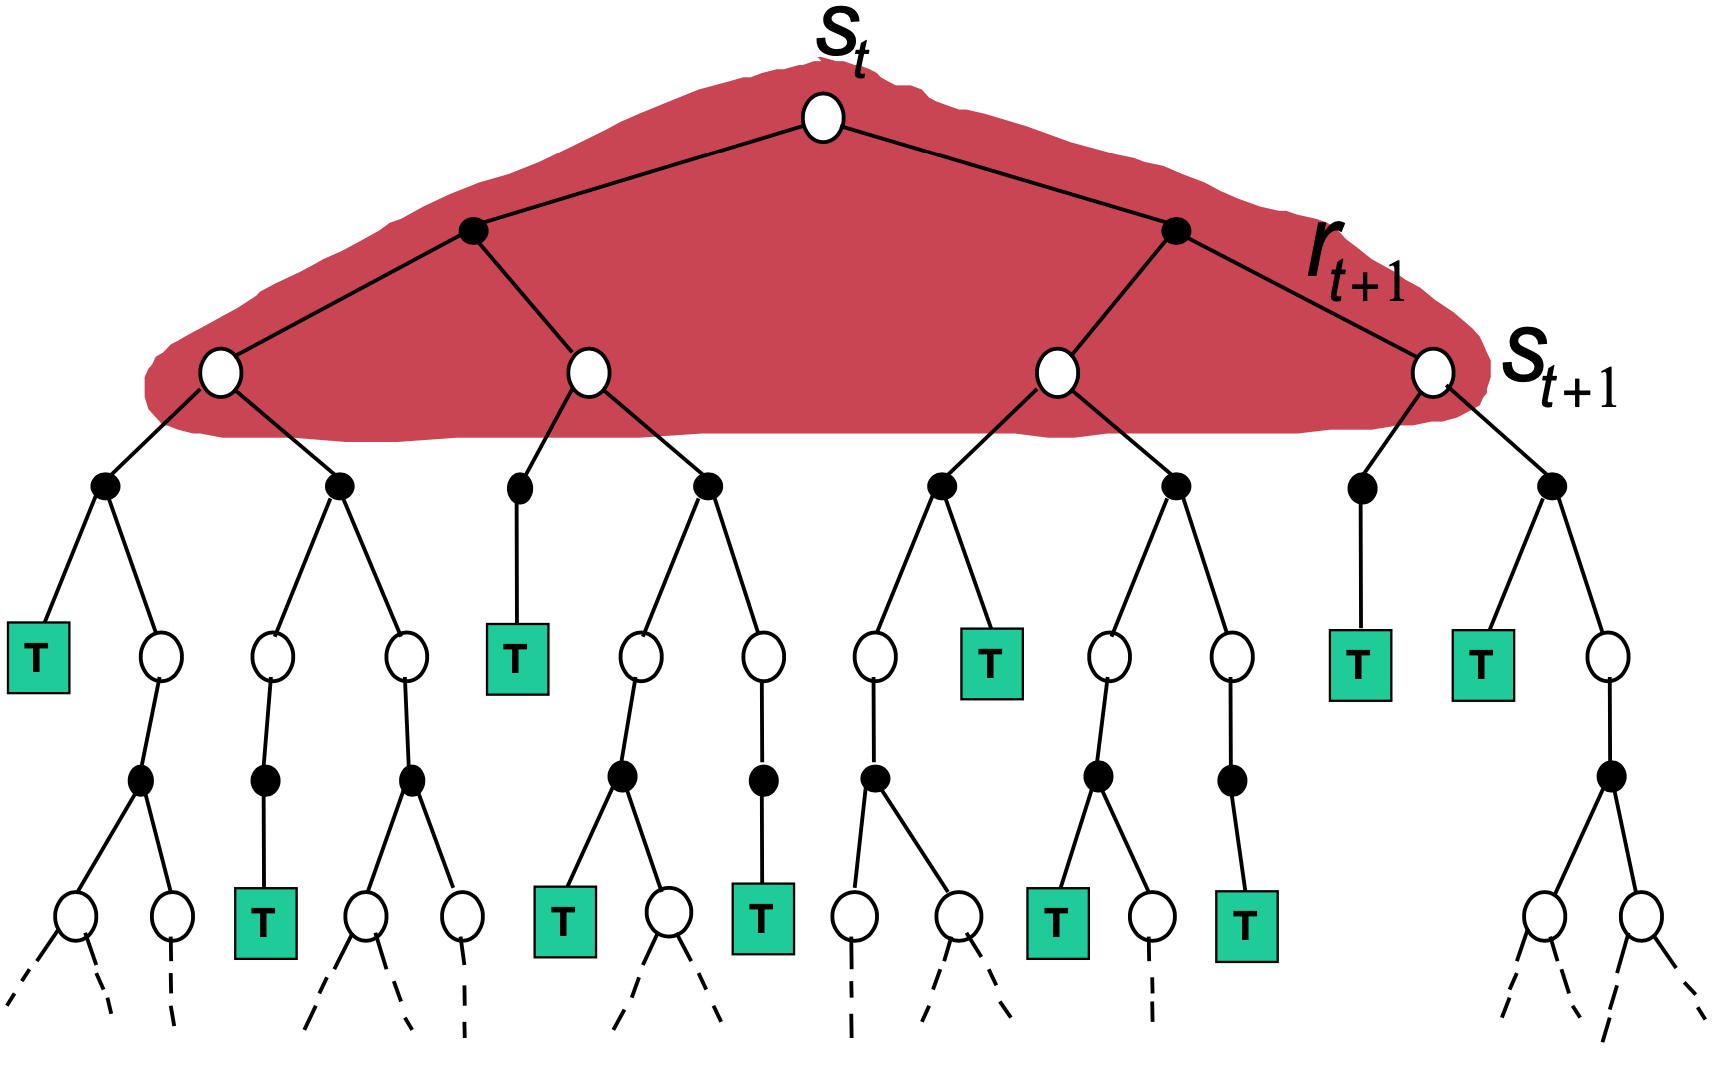 s_t
r_{t+1}
s_{t+1}
T T T T T
T T T T T